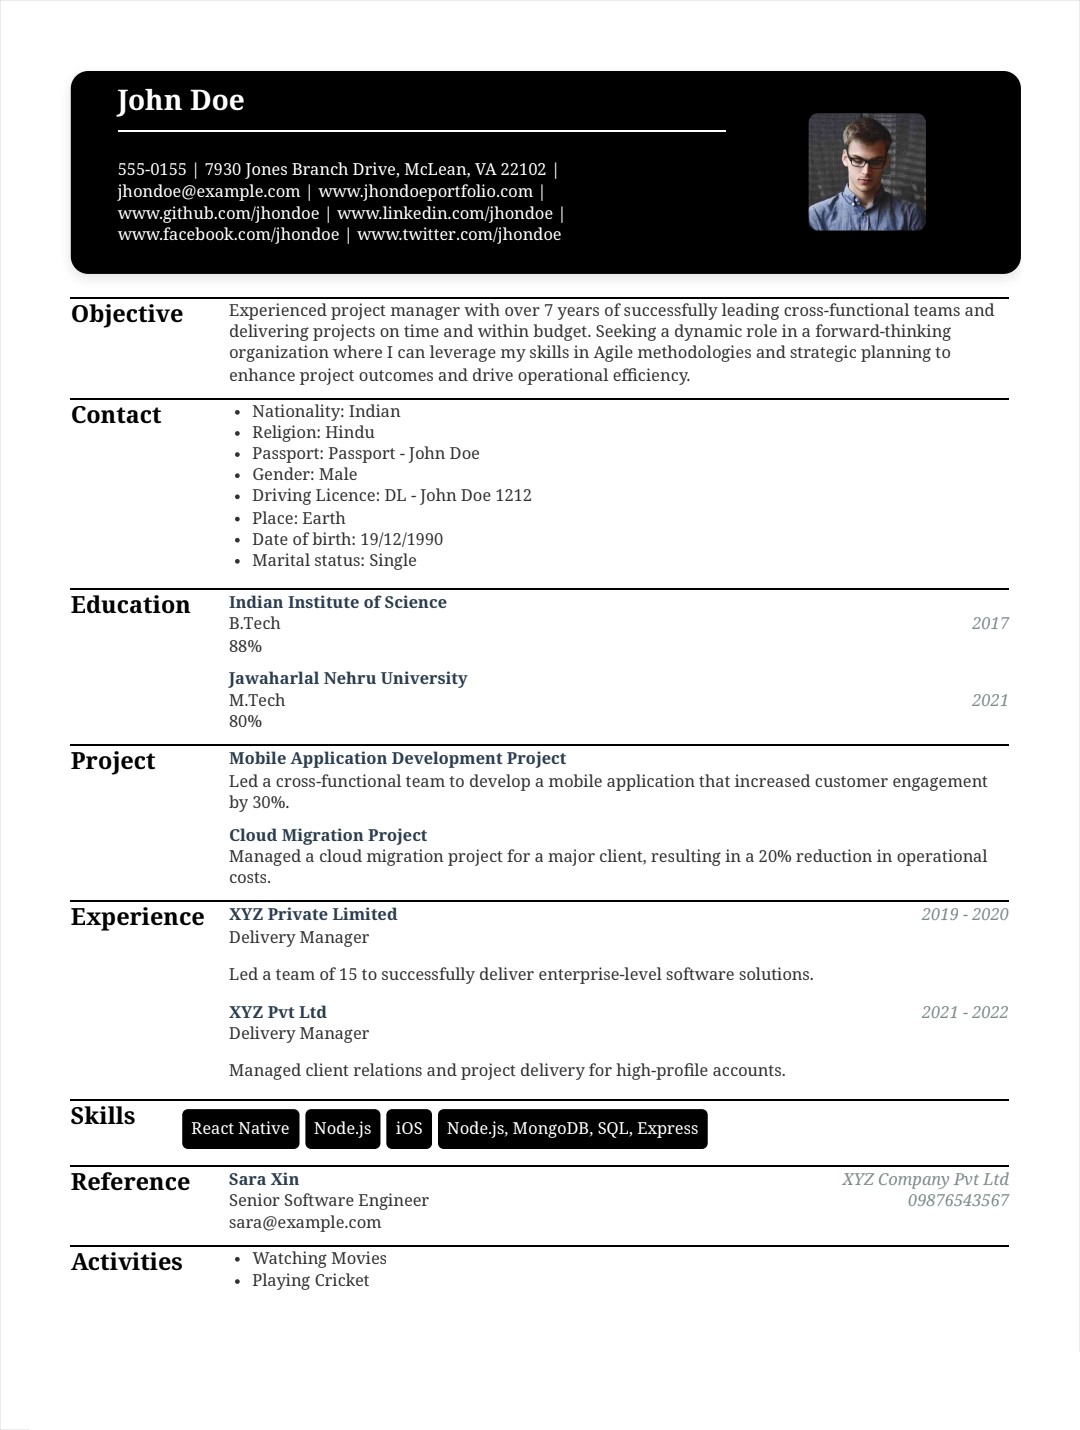 John Doe
555-0155 | 7930 Jones Branch Drive, McLean, VA 22102 |
jhondoe@example.com | www.jhondoeportfolio.com |
www.github.com/jhondoe | www.linkedin.com/jhondoe |
www.facebook.com/jhondoe | www.twitter.com/jhondoe
Objective
Experienced project manager with over 7 years of successfully leading cross-functional teams and
delivering projects on time and within budget. Seeking a dynamic role in a forward-thinking
organization where I can leverage my skills in Agile methodologies and strategic planning to
enhance project outcomes and drive operational efficiency.
Contact
• Nationality: Indian
• Religion: Hindu
• Passport: Passport - John Doe
• Gender: Male
• Driving Licence: DL - John Doe 1212
• Place: Earth
• Date of birth: 19/12/1990
• Marital status: Single
Education
Indian Institute of Science
B.Tech 2017
88%
Jawaharlal Nehru University
M.Tech 2021
80%
Project
Mobile Application Development Project
Led a cross-functional team to develop a mobile application that increased customer engagement
by 30%.
Cloud Migration Project
Managed a cloud migration project for a major client, resulting in a 20% reduction in operational
costs.
Experience
XYZ Private Limited 2019 - 2020
Delivery Manager
Led a team of 15 to successfully deliver enterprise-level software solutions.
XYZ Pvt Ltd 2021 - 2022
Delivery Manager
Managed client relations and project delivery for high-profile accounts.
Skills
React Native Node.js iOS Node.js, MongoDB, SQL, Express
Reference
Sara Xin XYZ Company Pvt Ltd
Senior Software Engineer 09876543567
sara@example.com
Activities
• Watching Movies
• Playing Cricket